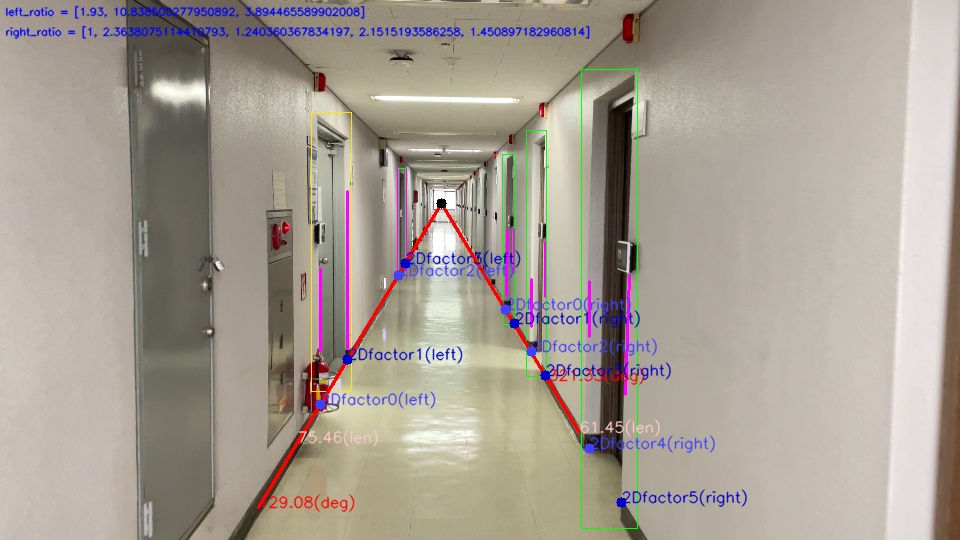 left_ratio = [1.93, 10.838500277950892, 3.894465589902008]
right_ratio = [1, 2.3638075114410793, 1.240360367834197, 2.1515193586258, 1.450897182960814]
2Dfactor3(left)
2Dfactor2(left)
2Dfactor0(right)
2Dfactor1(right)
2Dfactor2(right)
2Dfactor1(left)
2Dfactor3(right)
2Dfactor0(left)
61.45(len)
75.46(len)
2Dfactor4(right)
2Dfactor5(right)
29.08(deg)